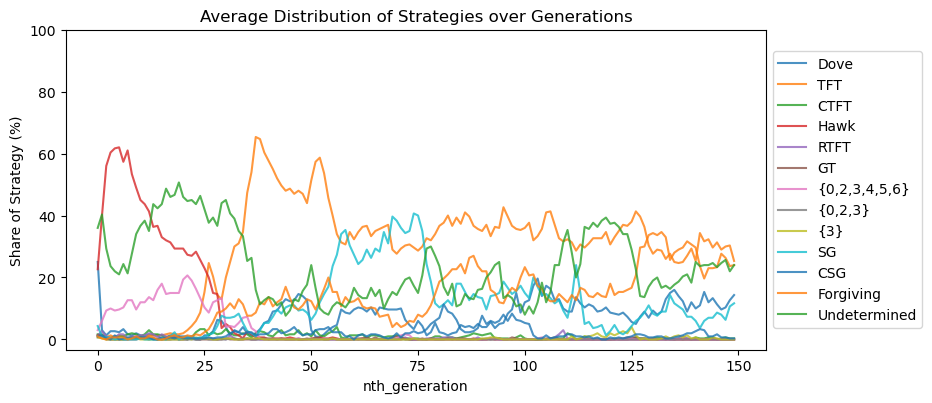 Average Distribution of Strategies over Generations
Share of Strategy (%)
100
80
60
40
20
0
0 25 50 75 100 125 150
nth_generation
Dove
TFT
CTFT
Hawk
RTFT
GT
{0,2,3,4,5,6}
{0,2,3}
{3}
SG
CSG
Forgiving
Undetermined